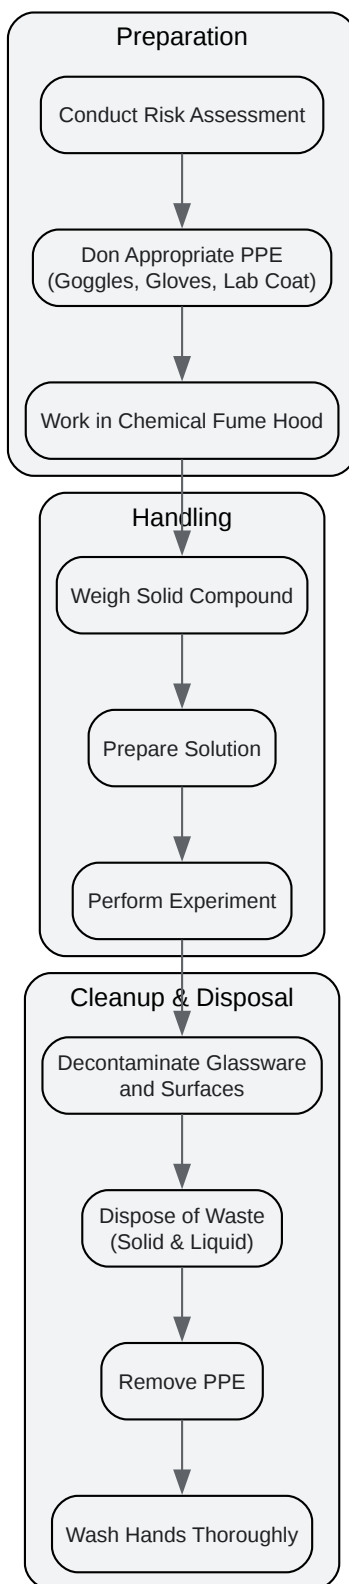 Preparation
Conduct Risk Assessment
Don Appropriate PPE
(Goggles, Gloves, Lab Coat)
Work in Chemical Fume Hood
Handling
Weigh Solid Compound
Prepare Solution
Perform Experiment
Cleanup & Disposal
Decontaminate Glassware
and Surfaces
Dispose of Waste
(Solid & Liquid)
Remove PPE
Wash Hands Thoroughly